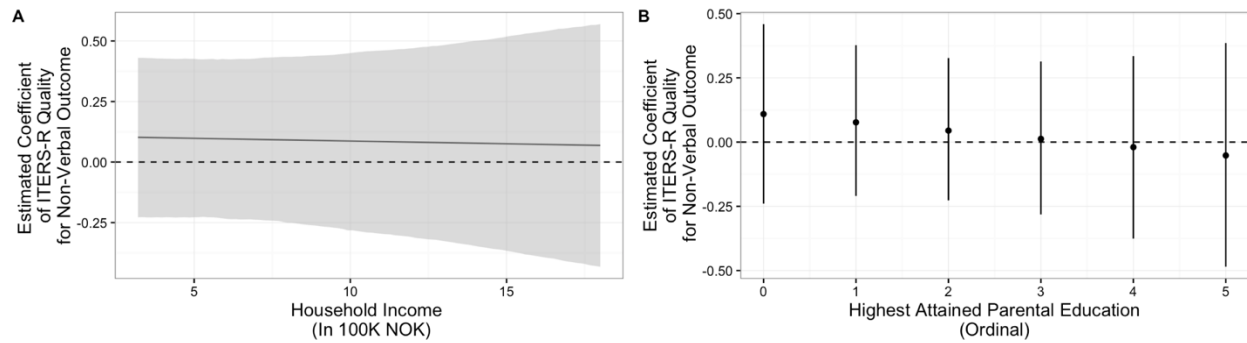 A
Estimated Coefficient
of ITERS-R Quality
for Non-Verbal Outcome
0.50
0.25
0.00
-0.25
5 10 15
Household Income
(In 100K NOK)
B
Estimated Coefficient
of ITERS-R Quality
for Non-Verbal Outcome
0.50
0.25
0.00
-0.25
-0.50
0 1 2 3 4 5
Highest Attained Parental Education
(Ordinal)